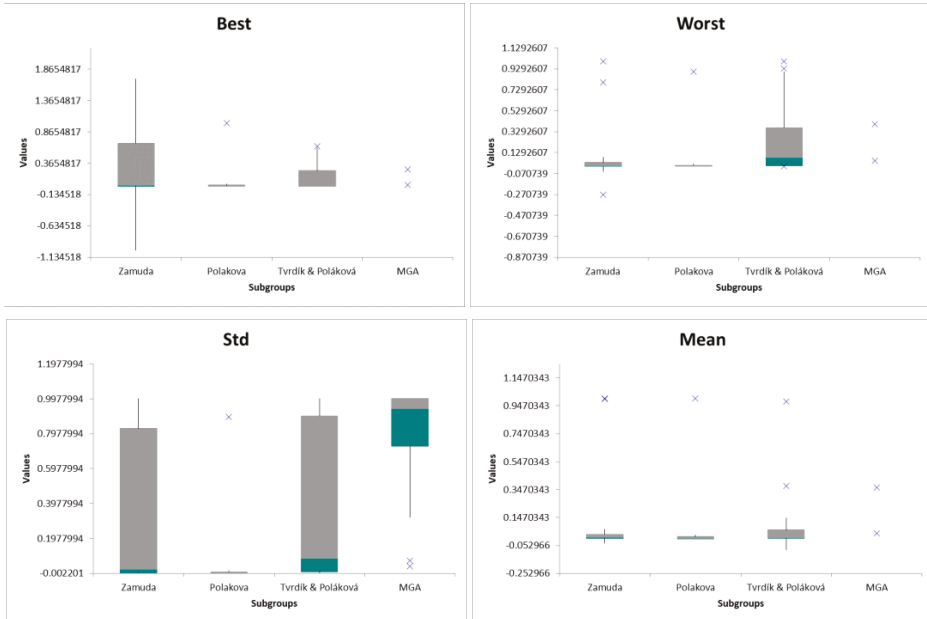 Best
Values
1.8654817
1.3654817
0.8654817
0.3654817
-0.134518
-0.634518
-1.134518
Zamuda
Polakova
Tvrdík & Poláková
MGA
Subgroups
Worst
Values
1.1292607
0.9292607
0.7292607
0.5292607
0.3292607
0.1292607
-0.070739
-0.270739
-0.470739
-0.670739
-0.870739
Zamuda
Polakova
Tvrdík & Poláková
MGA
Subgroups
Std
Values
1.1977994
0.9977994
0.7977994
0.5977994
0.3977994
0.1977994
-0.002201
Zamuda
Polakova
Tvrdík & Poláková
MGA
Subgroups
Mean
Values
1.1470343
0.9470343
0.7470343
0.5470343
0.3470343
0.1470343
-0.052966
-0.252966
Zamuda
Polakova
Tvrdík & Poláková
MGA
Subgroups